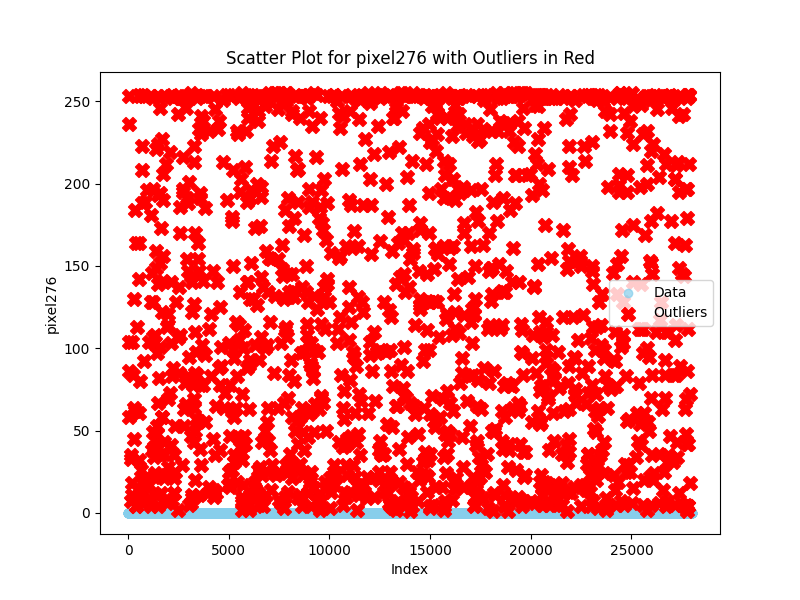 Scatter Plot for pixel276 with Outliers in Red
250
200
150
100
50
0
pixel276
Data
Outliers
0
5000
10000
15000
20000
25000
Index